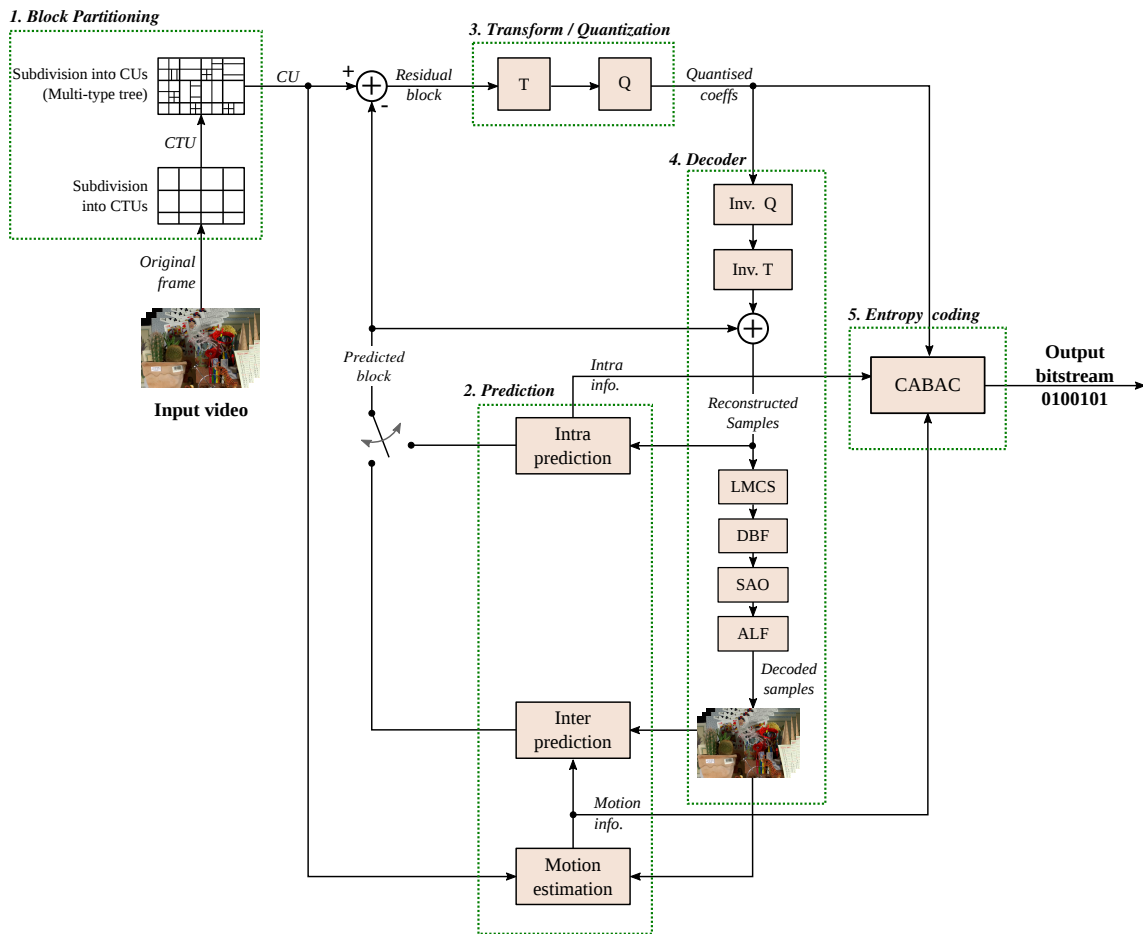 1. Block Partitioning
Subdivision into CUs
(Multi-type tree)
CTU
Subdivision
into CTUs
Original
frame
Input video
CU
+
-
Residual
block
3. Transform / Quantization
T
Q
Quantised
coeffs
4. Decoder
Inv. Q
Inv. T
Reconstructed
Samples
LMCS
DBF
SAO
ALF
Decoded
samples
Predicted
block
2. Prediction
Intra
info.
Intra
prediction
Inter
prediction
Motion
info.
Motion
estimation
5. Entropy coding
CABAC
Output
bitstream
0100101